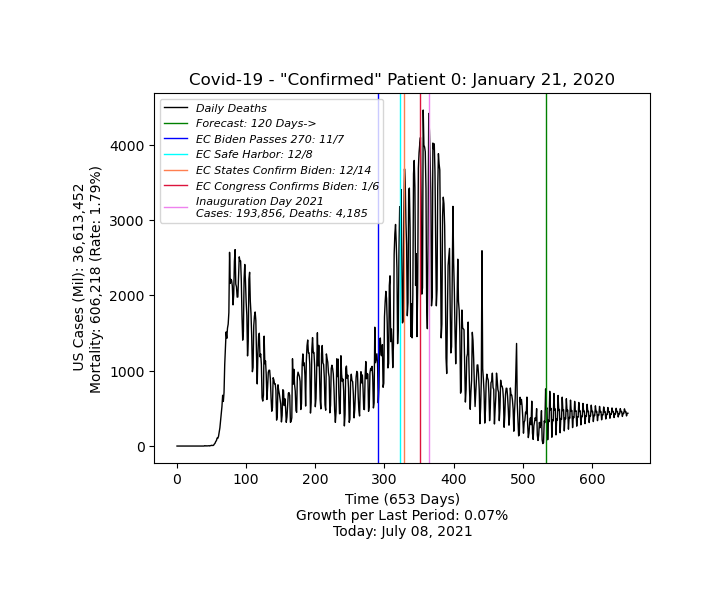 Covid-19 - "Confirmed" Patient 0: January 21, 2020
Daily Deaths
Forecast: 120 Days->
EC Biden Passes 270: 11/7
EC Safe Harbor: 12/8
EC States Confirm Biden: 12/14
EC Congress Confirms Biden: 1/6
Inauguration Day 2021
Cases: 193,856, Deaths: 4,185
US Cases (Mil): 36,613,452
Mortality: 606,218 (Rate: 1.79%)
4000
3000
2000
1000
0
0 100 200 300 400 500 600
Time (653 Days)
Growth per Last Period: 0.07%
Today: July 08, 2021